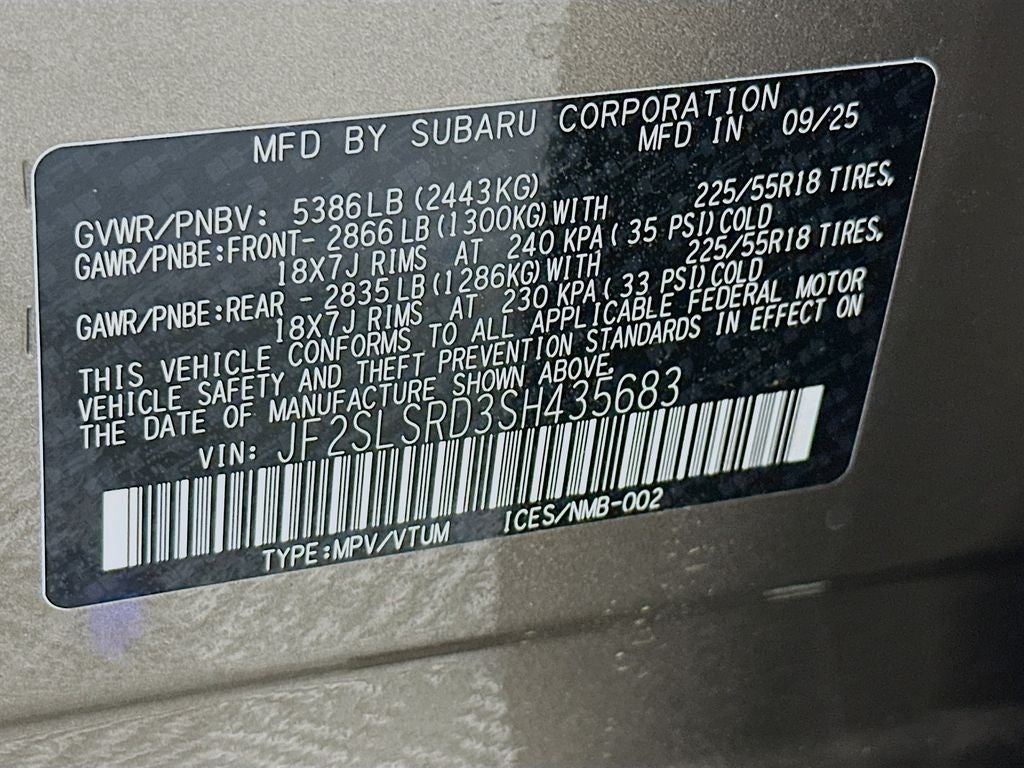 MFD BY SUBARU CORPORATION
MFD IN 09/25
GVWR/PNBV: 5386LB (2443KG)
GAWR/PNBE:FRONT- 2866LB (1300KG)WITH 225/55R18 TIRES,
18X7J RIMS AT 240 KPA( 35 PSI)COLD
GAWR/PNBE:REAR - 2835LB (1286KG)WITH 225/55R18 TIRES,
18X7J RIMS AT 230 KPA( 33 PSI)COLD
THIS VEHICLE CONFORMS TO ALL APPLICABLE FEDERAL MOTOR
VEHICLE SAFETY AND THEFT PREVENTION STANDARDS IN EFFECT ON
THE DATE OF MANUFACTURE SHOWN ABOVE.
VIN: JF2SLSRD3SH435683
TYPE:MPV/VTUM ICES/NMB-002